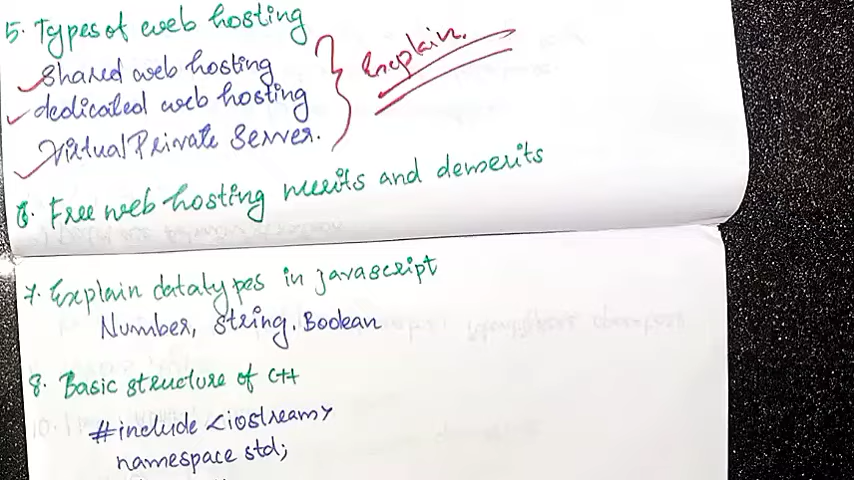 5. Types of web hosting
Shared web hosting
dedicated web hosting
Virtual Private Server.
Explain.
6. Free web hosting merits and demerits
7. Explain datatypes in javascript
Number, string, Boolean
8. Basic structure of C++
#include <iostream>
namespace std;